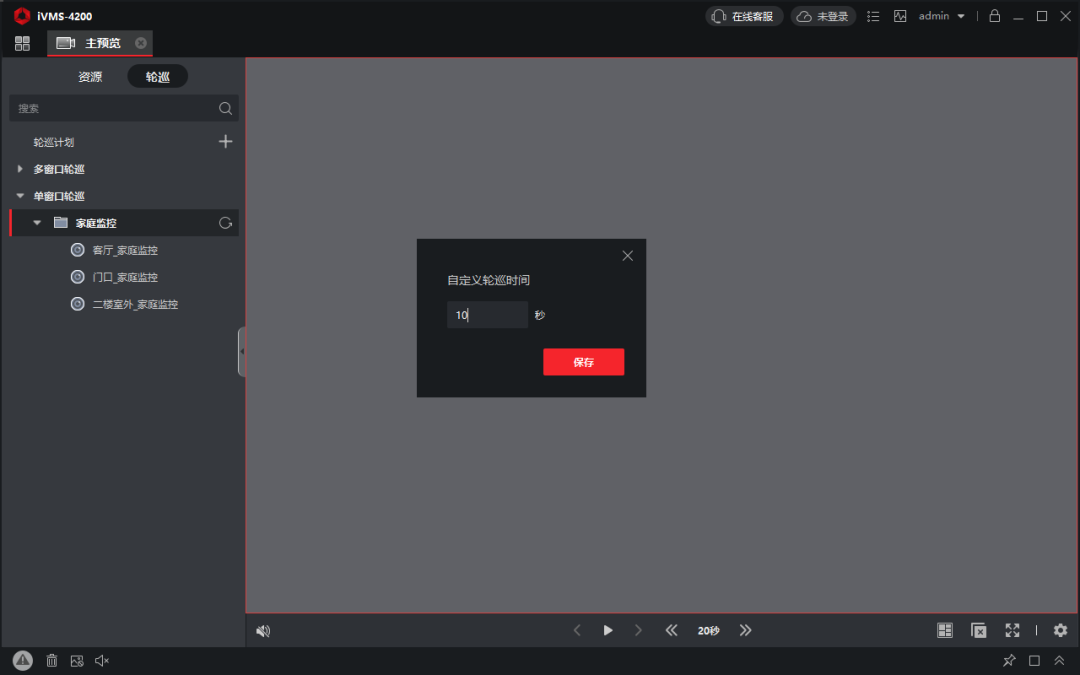 iVMS-4200
在线客服
未登录
admin
主预览
资源
轮巡
搜索
轮巡计划
多窗口轮巡
单窗口轮巡
家庭监控
客厅_家庭监控
门口_家庭监控
二楼室外_家庭监控
自定义轮巡时间
10
秒
保存
20秒